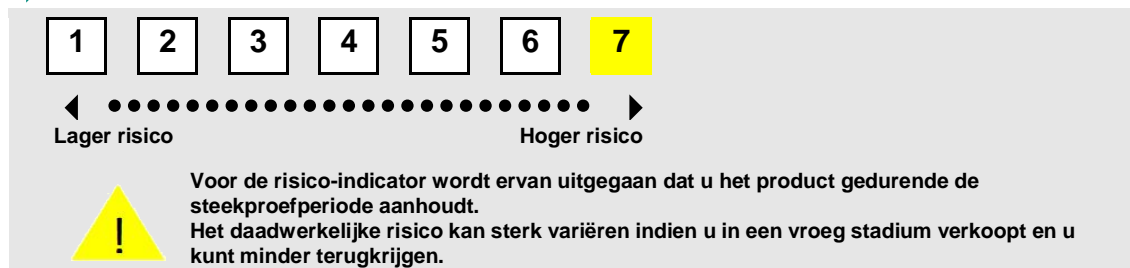 1 2 3 4 5 6 7
Lager risico Hoger risico
Voor de risico-indicator wordt ervan uitgegaan dat u het product gedurende de
steekproefperiode aanhoudt.
Het daadwerkelijke risico kan sterk variëren indien u in een vroeg stadium verkoopt en u
kunt minder terugkrijgen.
!